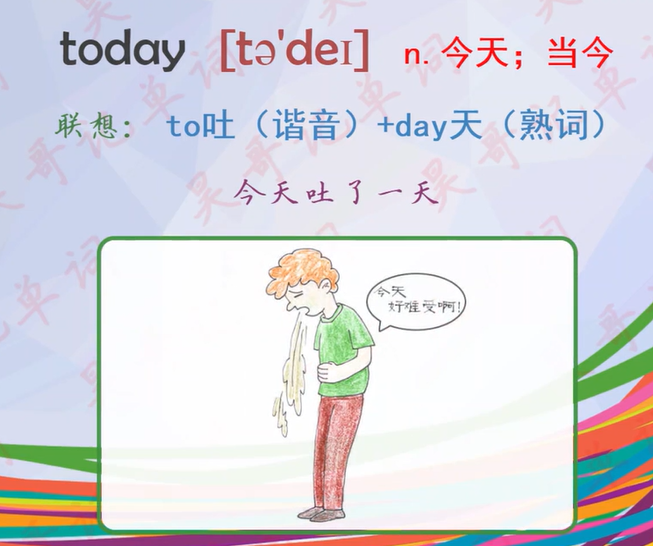 today [tə'deɪ] n.今天；当今
联想： to吐（谐音）+day天（熟词）
今天吐了一天
今天
好难受啊!